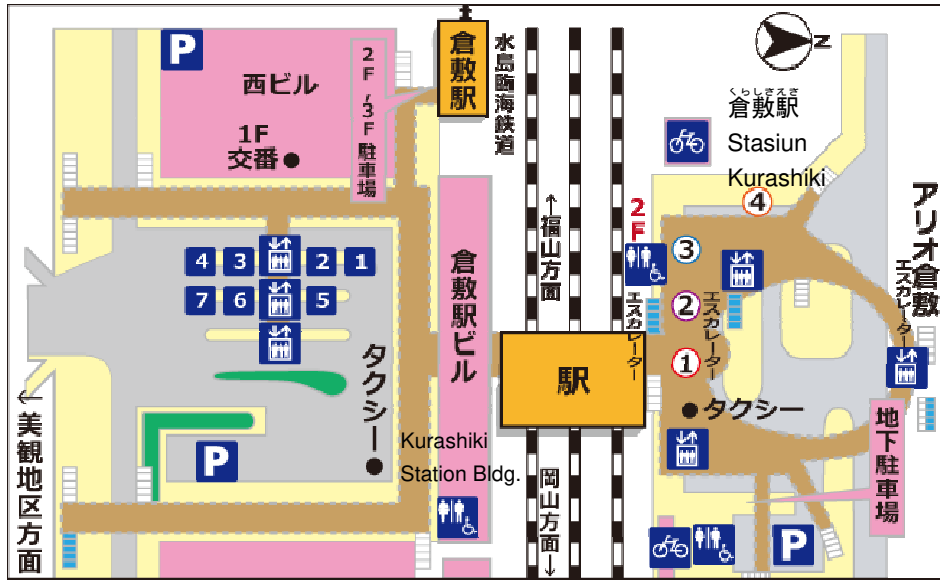 P
西ビル
1F
交番
2F/3F駐車場
倉敷駅
水島臨海鉄道
N
くらしきえき
倉敷駅
Stasiun
Kurashiki
4
アリオ倉敷
エスカレーター
2F
3
←福山方面
4
3
2
1
7
6
5
倉敷駅ビル
エスカレーター
2
エスカレーター
駅
1
タクシー
タクシー
←美観地区方面
P
Kurashiki
Station Bldg.
岡山方面→
地下駐車場
P